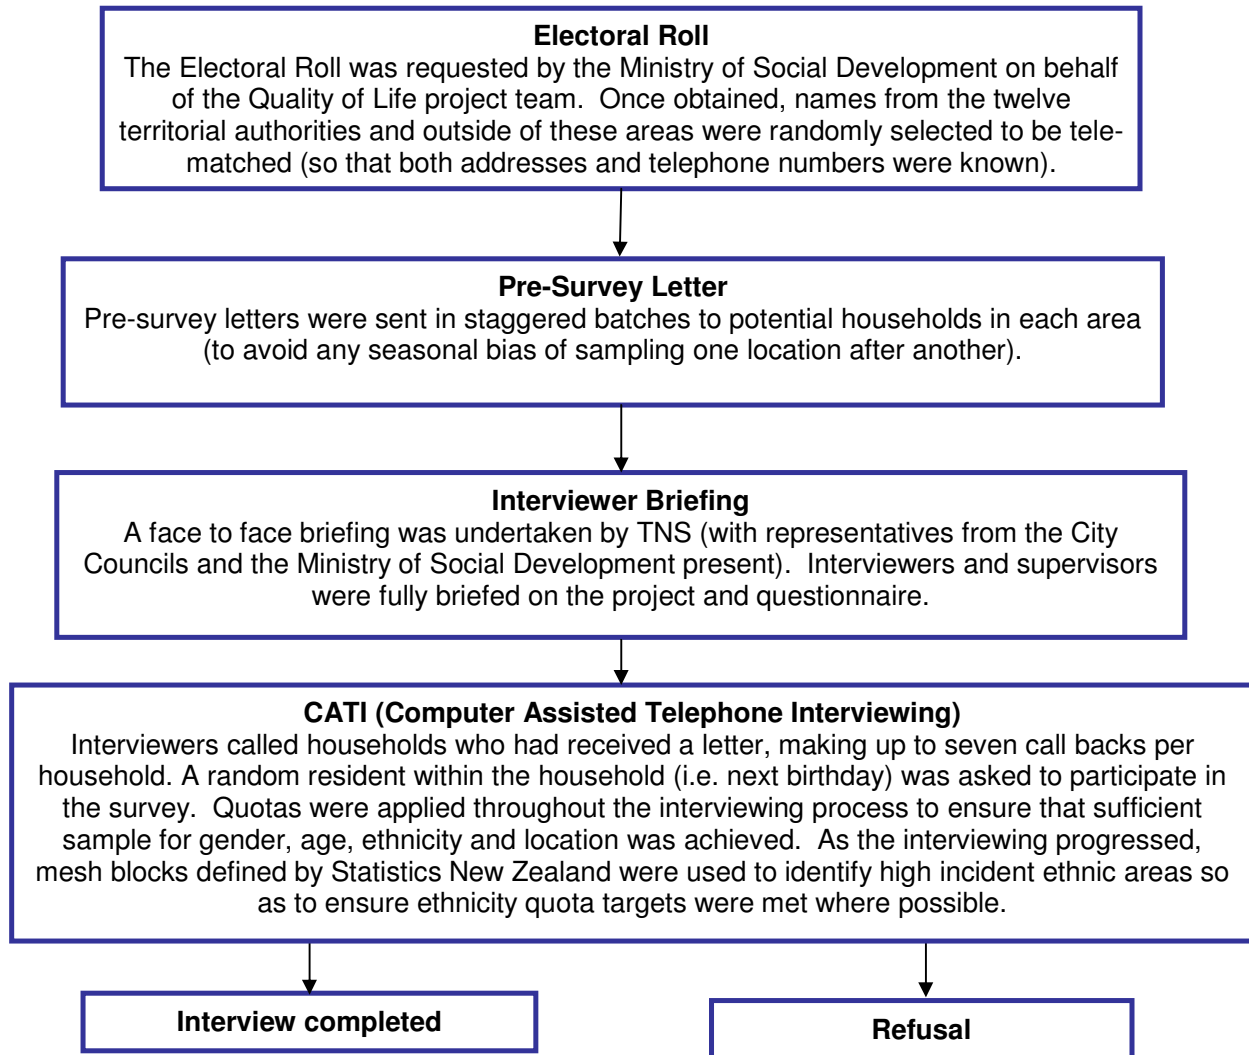 Electoral Roll
The Electoral Roll was requested by the Ministry of Social Development on behalf
of the Quality of Life project team.  Once obtained, names from the twelve
territorial authorities and outside of these areas were randomly selected to be tele-
matched (so that both addresses and telephone numbers were known).
Pre-Survey Letter
Pre-survey letters were sent in staggered batches to potential households in each area
(to avoid any seasonal bias of sampling one location after another).
Interviewer Briefing
A face to face briefing was undertaken by TNS (with representatives from the City
Councils and the Ministry of Social Development present).  Interviewers and supervisors
were fully briefed on the project and questionnaire.
CATI (Computer Assisted Telephone Interviewing)
Interviewers called households who had received a letter, making up to seven call backs per
household. A random resident within the household (i.e. next birthday) was asked to participate in
the survey.  Quotas were applied throughout the interviewing process to ensure that sufficient
sample for gender, age, ethnicity and location was achieved.  As the interviewing progressed,
mesh blocks defined by Statistics New Zealand were used to identify high incident ethnic areas so
as to ensure ethnicity quota targets were met where possible.
Interview completed
Refusal